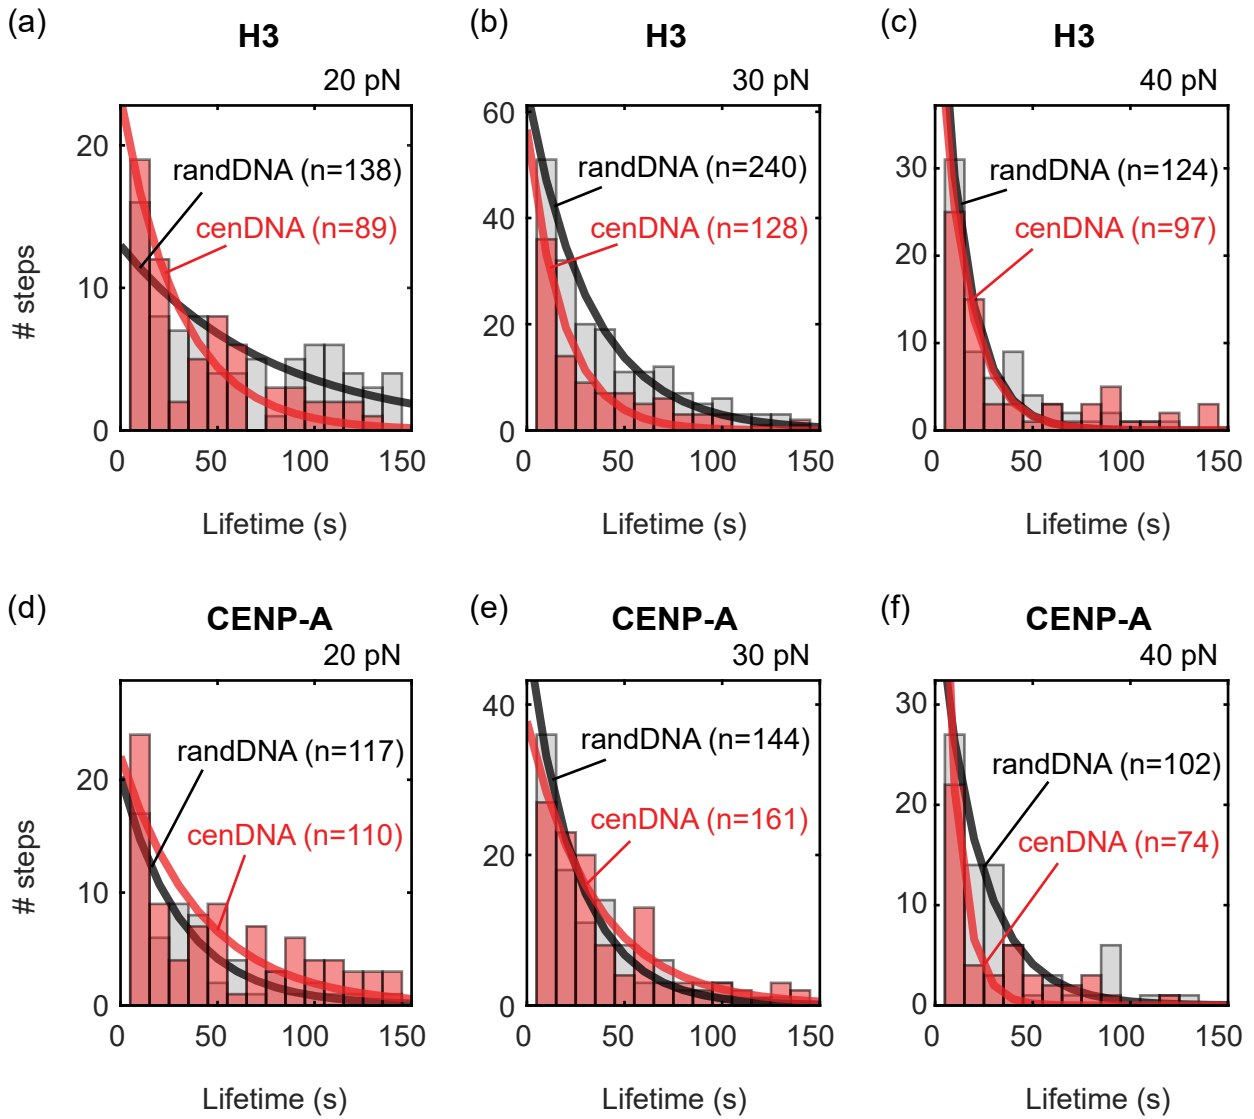 (a)
H3
20 pN
20
10
0
randDNA (n=138)
cenDNA (n=89)
# steps
0 50 100 150
Lifetime (s)
(b)
H3
30 pN
60
40
20
0
randDNA (n=240)
cenDNA (n=128)
0 50 100 150
Lifetime (s)
(c)
H3
40 pN
30
20
10
0
randDNA (n=124)
cenDNA (n=97)
0 50 100 150
Lifetime (s)
(d)
CENP-A
20 pN
20
10
0
randDNA (n=117)
cenDNA (n=110)
# steps
0 50 100 150
Lifetime (s)
(e)
CENP-A
30 pN
40
20
0
randDNA (n=144)
cenDNA (n=161)
0 50 100 150
Lifetime (s)
(f)
CENP-A
40 pN
30
20
10
0
randDNA (n=102)
cenDNA (n=74)
0 50 100 150
Lifetime (s)